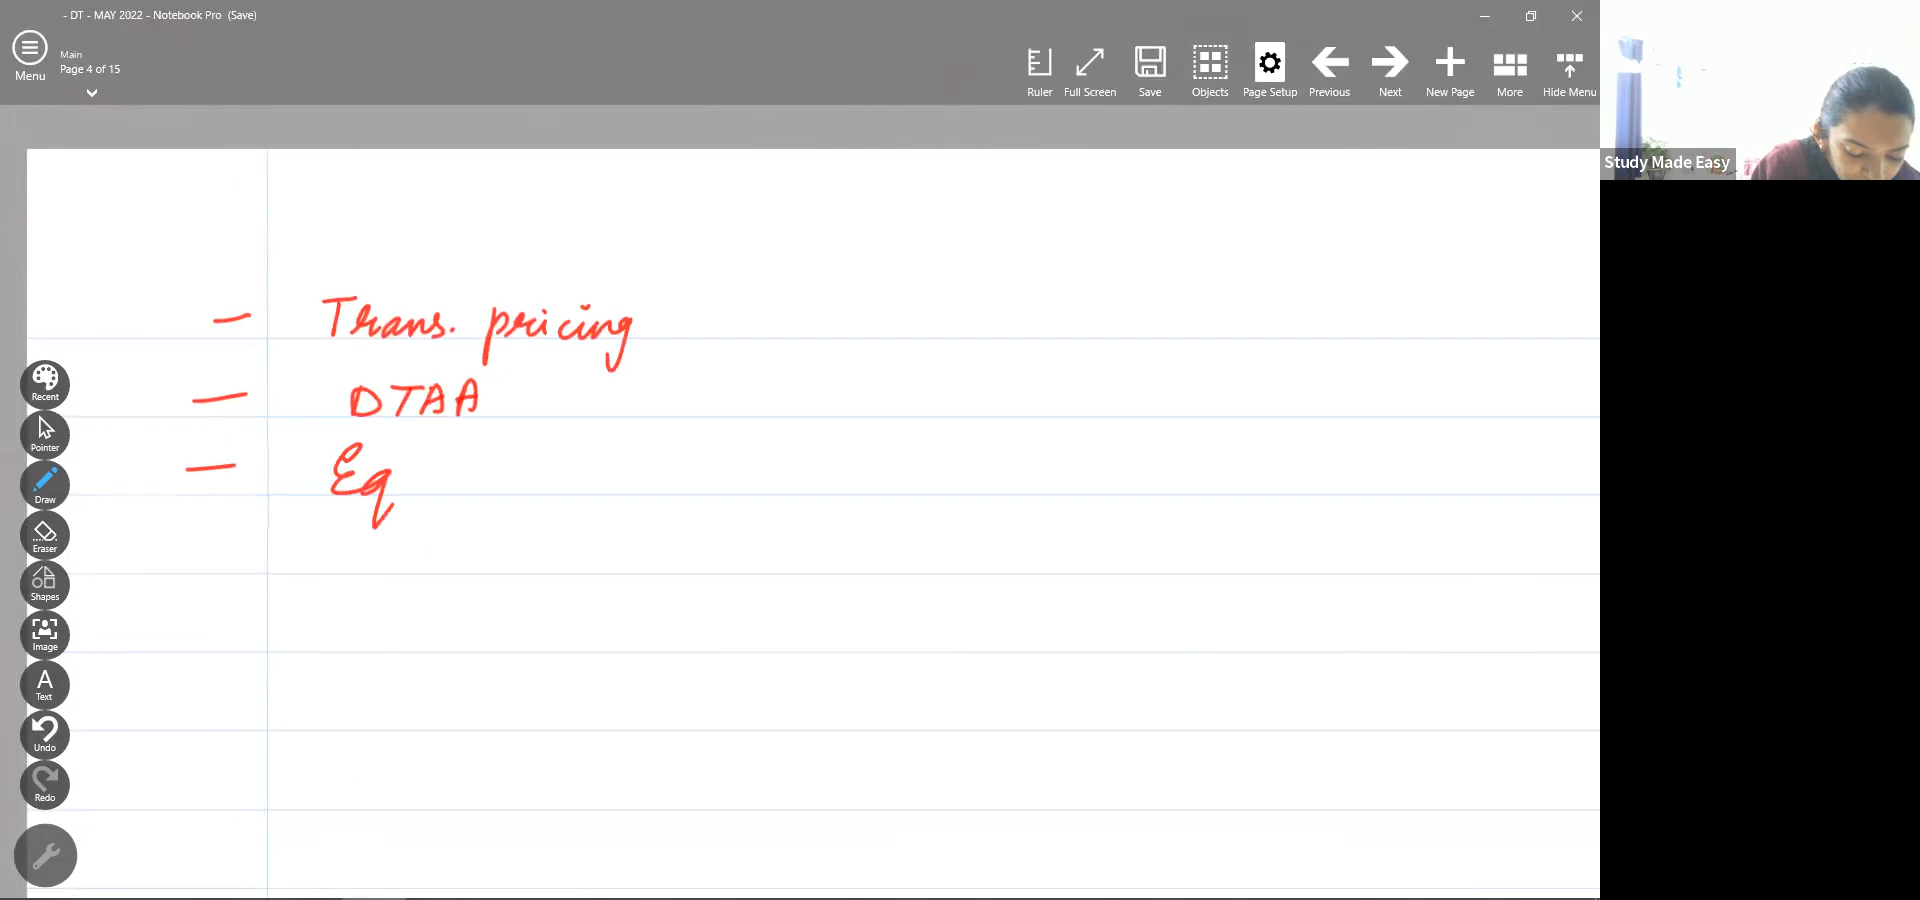 - DT - MAY 2022 - Notebook Pro (Save)
Menu
Main
Page 4 of 15
Ruler
Full Screen
Save
Objects
Page Setup
Previous
Next
New Page
More
Hide Menu
Study Made Easy
— Trans. pricing
— DTAA
— Eq
Recent
Pointer
Draw
Eraser
Shapes
Image
A
Text
Undo
Redo